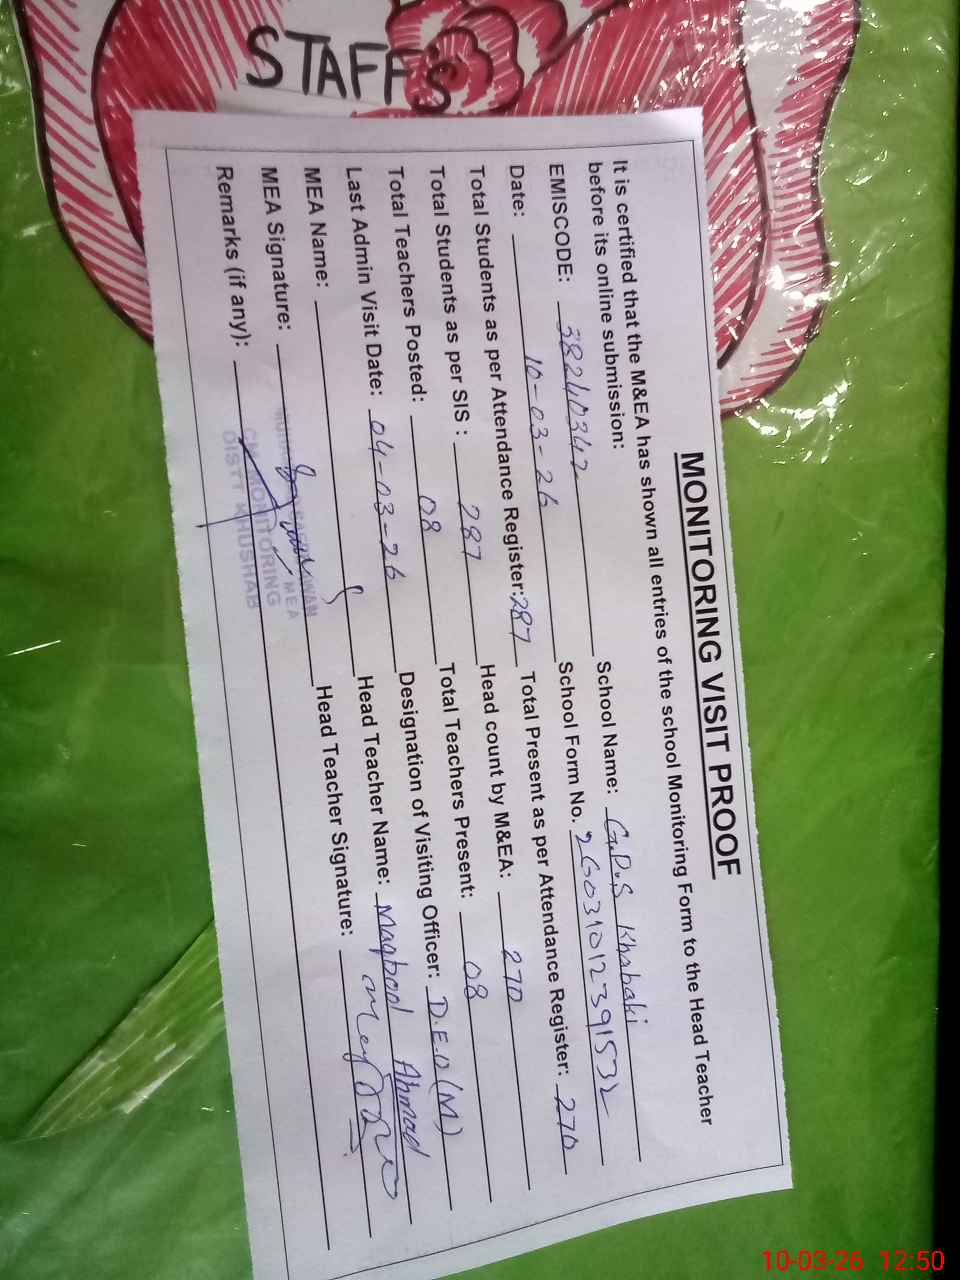 STAFFS
MONITORING VISIT PROOF
It is certified that the M&EA has shown all entries of the school Monitoring Form to the Head Teacher
before its online submission:
EMISCODE: 38240342 School Name: G.P.S Khabaki
Date: 10-03-26 School Form No. 26031012391532
Total Students as per Attendance Register: 287 Total Present as per Attendance Register: 270
Total Students as per SIS : 287 Head count by M&EA: 270
Total Teachers Posted: 08 Total Teachers Present: 08
Last Admin Visit Date: 04-03-26 Designation of Visiting Officer: D.E.O (M)
MEA Name: Head Teacher Name: Maqbool Ahmad
MEA Signature: Head Teacher Signature:
Remarks (if any):
AWAN
MEA
MONITORING
DISTT KHUSHAB
10-03-26 12:50